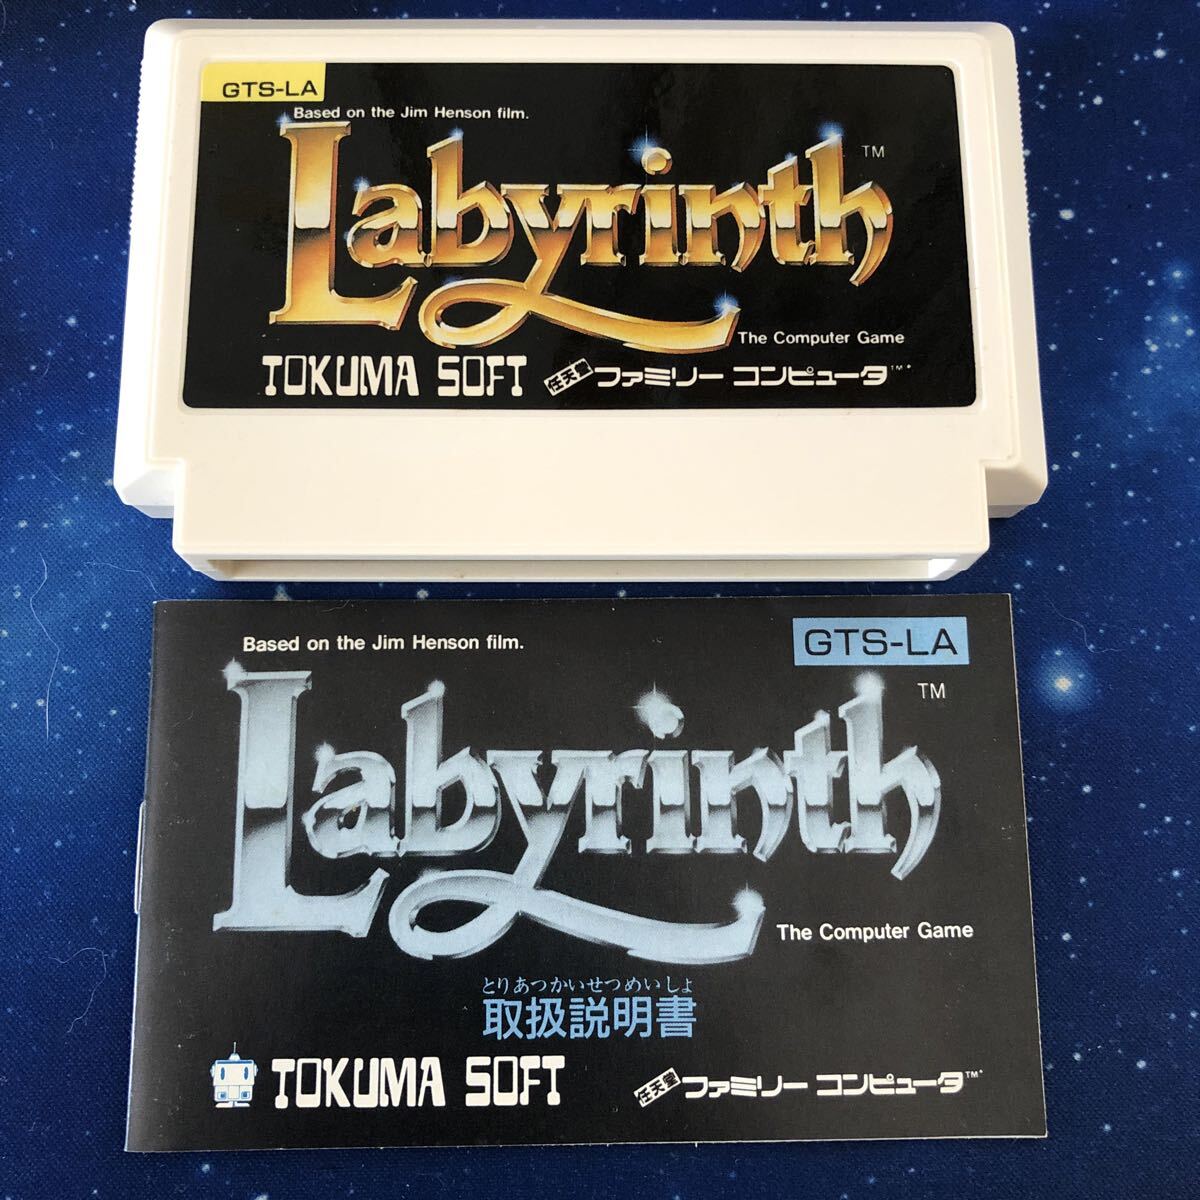 GTS-LA
Based on the Jim Henson film.
Labyrinth TM
The Computer Game
TOKUMA SOFT 任天堂 ファミリー コンピュータ TM*
Based on the Jim Henson film.
GTS-LA
Labyrinth TM
The Computer Game
とりあつかいせつめいしょ
取扱説明書
TOKUMA SOFT 任天堂 ファミリー コンピュータ TM*